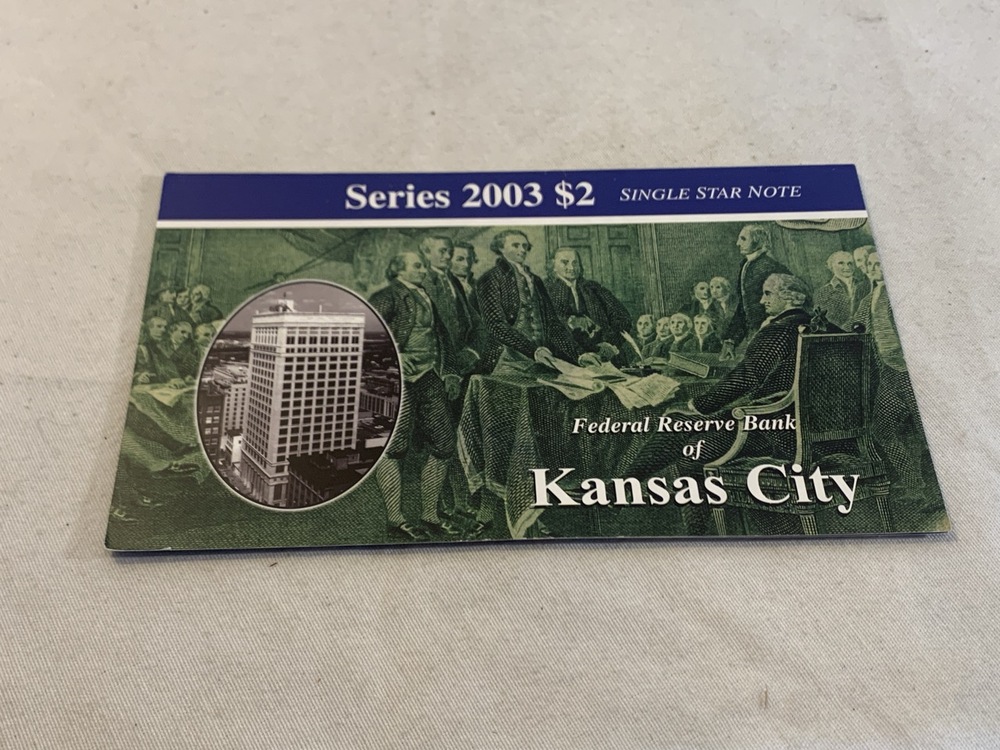 Series 2003 $2 SINGLE STAR NOTE
Federal Reserve Bank
of
Kansas City